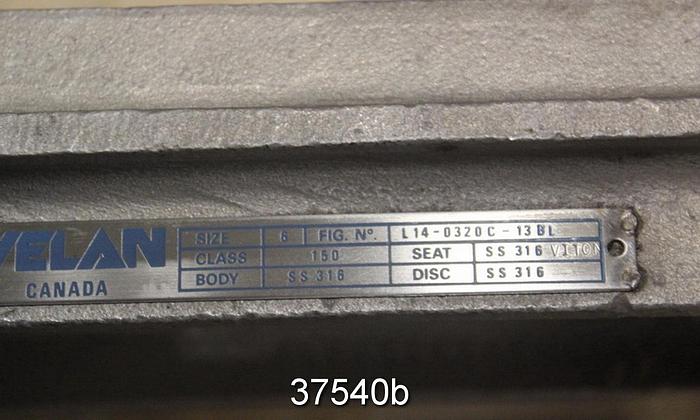 VELAN
CANADA
SIZE 6 FIG. Nº. L14-0320C-13BL
CLASS 150 SEAT SS 316 VITON
BODY SS 316 DISC SS 316
37540b